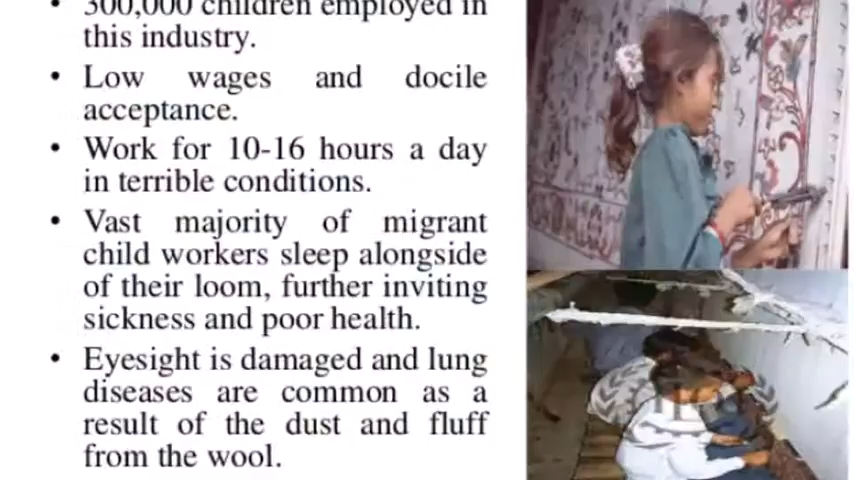 • 300,000 children employed in
this industry.
• Low wages and docile
acceptance.
• Work for 10-16 hours a day
in terrible conditions.
• Vast majority of migrant
child workers sleep alongside
of their loom, further inviting
sickness and poor health.
• Eyesight is damaged and lung
diseases are common as a
result of the dust and fluff
from the wool.